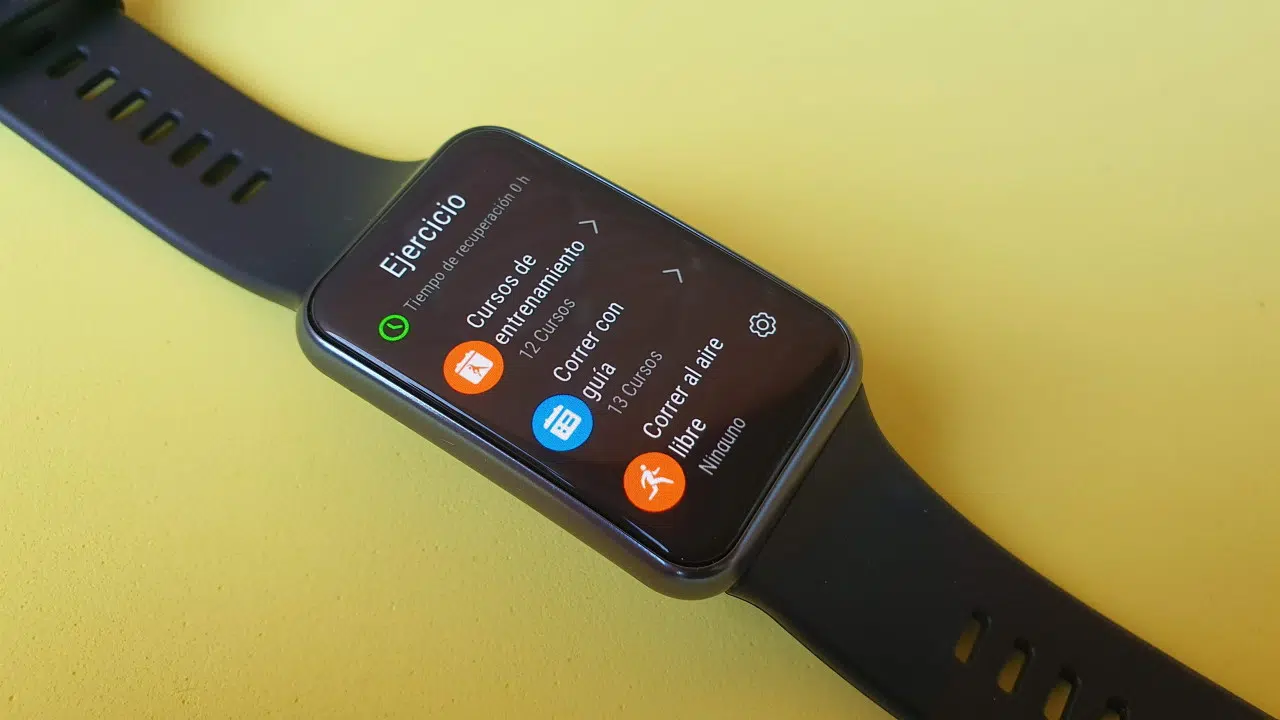 Ejercicio
Tiempo de recuperación 0 h
Cursos de
entrenamiento
12 Cursos
Correr con
guía
13 Cursos
Correr al aire
libre
Ninguno